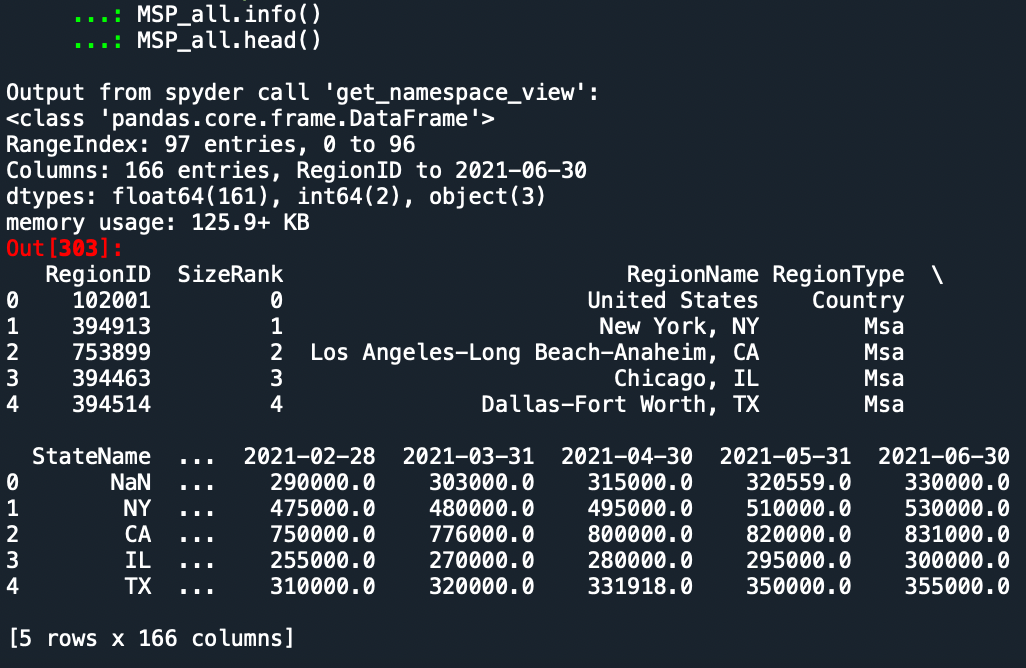 ...: MSP_all.info()
...: MSP_all.head()
Output from spyder call 'get_namespace_view':
<class 'pandas.core.frame.DataFrame'>
RangeIndex: 97 entries, 0 to 96
Columns: 166 entries, RegionID to 2021-06-30
dtypes: float64(161), int64(2), object(3)
memory usage: 125.9+ KB
Out[303]:
RegionID SizeRank RegionName RegionType \
0 102001 0 United States Country
1 394913 1 New York, NY Msa
2 753899 2 Los Angeles-Long Beach-Anaheim, CA Msa
3 394463 3 Chicago, IL Msa
4 394514 4 Dallas-Fort Worth, TX Msa
StateName ... 2021-02-28 2021-03-31 2021-04-30 2021-05-31 2021-06-30
0 NaN ... 290000.0 303000.0 315000.0 320559.0 330000.0
1 NY ... 475000.0 480000.0 495000.0 510000.0 530000.0
2 CA ... 750000.0 776000.0 800000.0 820000.0 831000.0
3 IL ... 255000.0 270000.0 280000.0 295000.0 300000.0
4 TX ... 310000.0 320000.0 331918.0 350000.0 355000.0
[5 rows x 166 columns]